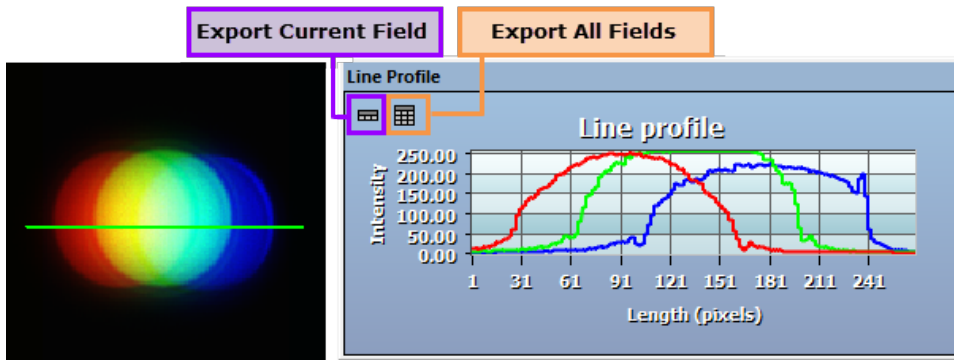 Export Current Field
Export All Fields
Line Profile
Line profile
Intensity
250.00
200.00
150.00
100.00
50.00
0.00
1 31 61 91 121 151 181 211 241
Length (pixels)